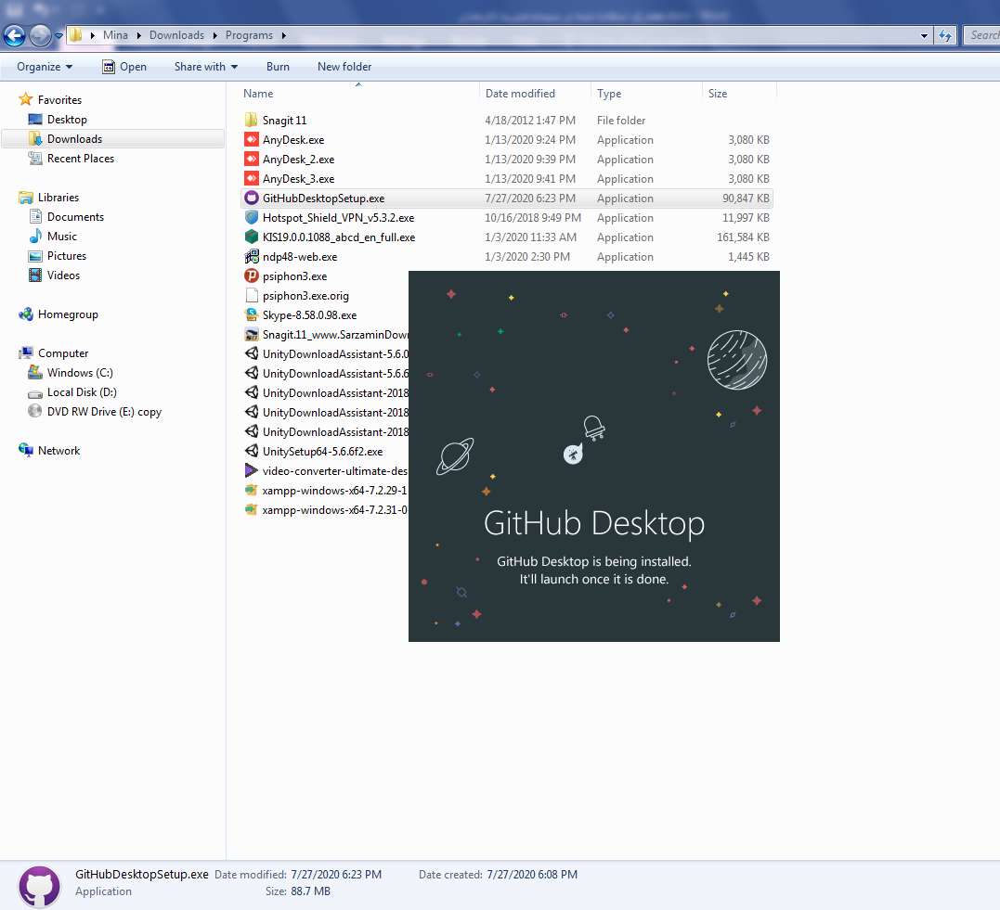 Mina Downloads Programs
Search
Organize Open Share with Burn New folder
Favorites
Desktop
Downloads
Recent Places
Libraries
Documents
Music
Pictures
Videos
Homegroup
Computer
Windows (C:)
Local Disk (D:)
DVD RW Drive (E:) copy
Network
Name Date modified Type Size
Snagit 11 4/18/2012 1:47 PM File folder
AnyDesk.exe 1/13/2020 9:24 PM Application 3,080 KB
AnyDesk_2.exe 1/13/2020 9:39 PM Application 3,080 KB
AnyDesk_3.exe 1/13/2020 9:41 PM Application 3,080 KB
GitHubDesktopSetup.exe 7/27/2020 6:23 PM Application 90,847 KB
Hotspot_Shield_VPN_v5.3.2.exe 10/16/2018 9:49 PM Application 11,997 KB
KIS19.0.0.1088_abcd_en_full.exe 1/3/2020 11:33 AM Application 161,584 KB
ndp48-web.exe 1/3/2020 2:30 PM Application 1,445 KB
psiphon3.exe
psiphon3.exe.orig
Skype-8.58.0.98.exe
Snagit.11_www.SarzaminDow
UnityDownloadAssistant-5.6.0
UnityDownloadAssistant-5.6.6
UnityDownloadAssistant-2018
UnityDownloadAssistant-2018
UnityDownloadAssistant-2018
UnitySetup64-5.6.6f2.exe
video-converter-ultimate-des
xampp-windows-x64-7.2.29-1
xampp-windows-x64-7.2.31-0
GitHub Desktop
GitHub Desktop is being installed.
It'll launch once it is done.
GitHubDesktopSetup.exe Date modified: 7/27/2020 6:23 PM Date created: 7/27/2020 6:08 PM
Application Size: 88.7 MB